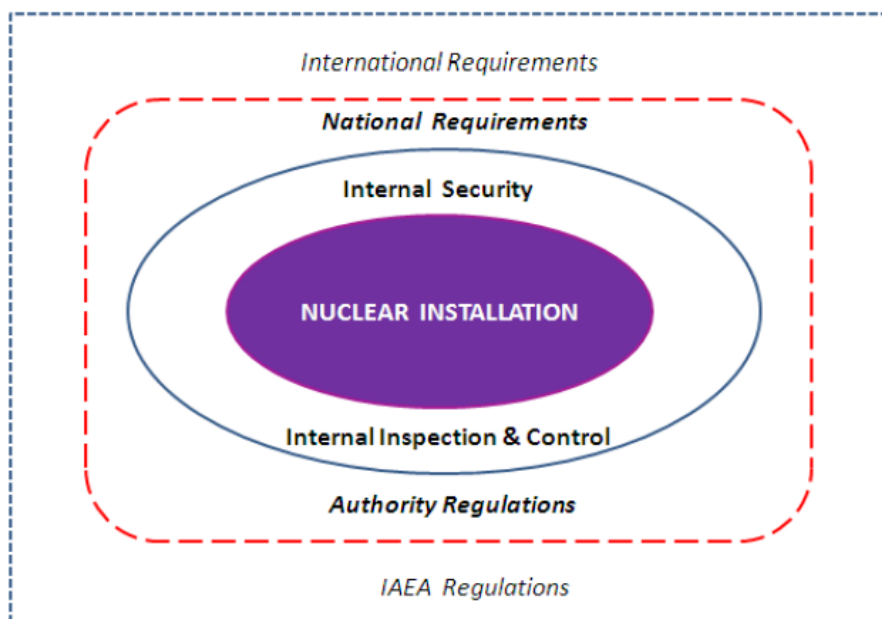 International Requirements
National Requirements
Internal Security
NUCLEAR INSTALLATION
Internal Inspection & Control
Authority Regulations
IAEA Regulations